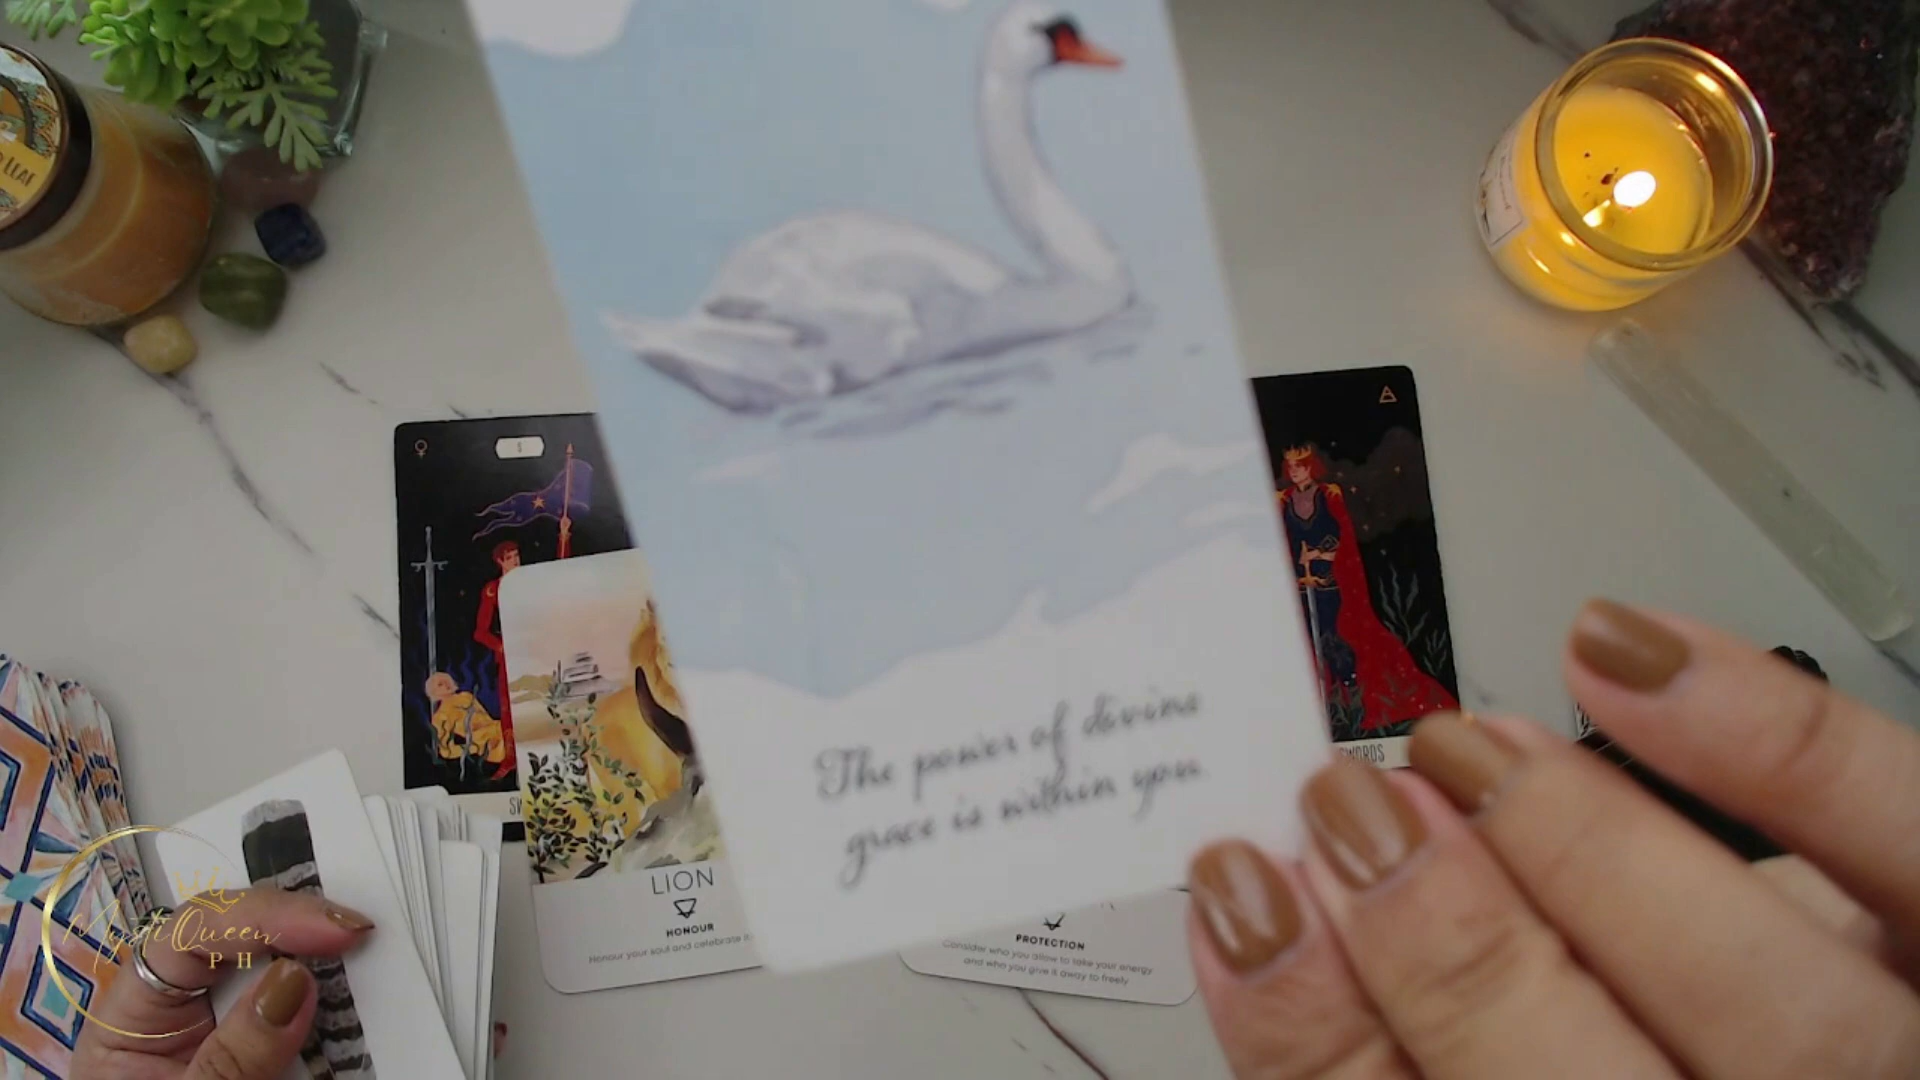 LEAF
The power of divine
grace is within you.
SWORDS
LION
HONOUR
Honour your soul and celebrate
PROTECTION
Consider who you allow to take your energy
and who you give it away to freely
MystiQueen
PH